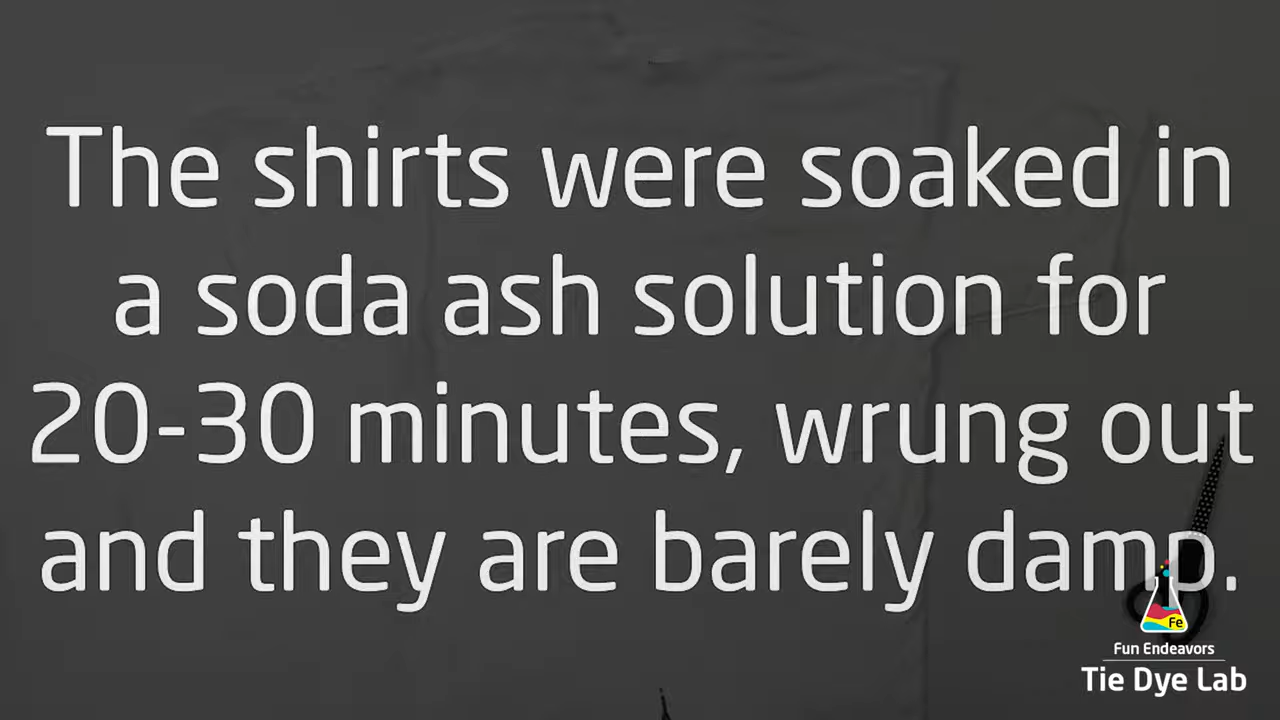 The shirts were soaked in
a soda ash solution for
20-30 minutes, wrung out
and they are barely damp.
Fe
Fun Endeavors
Tie Dye Lab